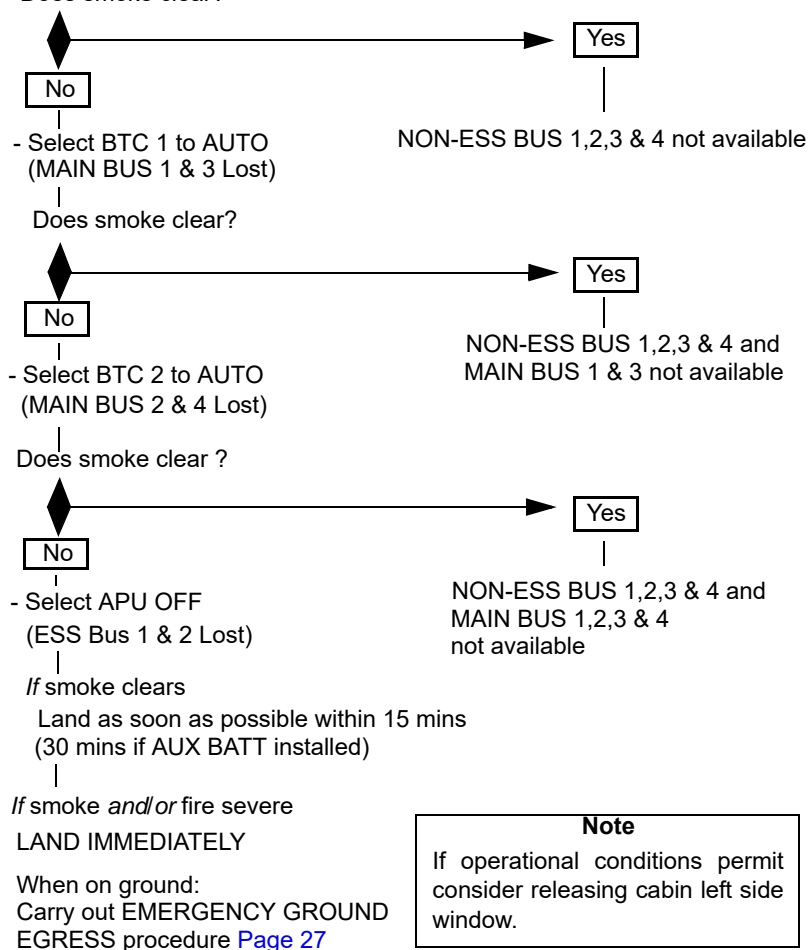 Does smoke clear?
Yes
No
- Select BTC 1 to AUTO
(MAIN BUS 1 & 3 Lost)
NON-ESS BUS 1,2,3 & 4 not available
Does smoke clear?
Yes
No
- Select BTC 2 to AUTO
(MAIN BUS 2 & 4 Lost)
NON-ESS BUS 1,2,3 & 4 and
MAIN BUS 1 & 3 not available
Does smoke clear ?
Yes
No
- Select APU OFF
(ESS Bus 1 & 2 Lost)
NON-ESS BUS 1,2,3 & 4 and
MAIN BUS 1,2,3 & 4
not available
If smoke clears
Land as soon as possible within 15 mins
(30 mins if AUX BATT installed)
If smoke and/or fire severe
LAND IMMEDIATELY
When on ground:
Carry out EMERGENCY GROUND
EGRESS procedure Page 27
Note
If operational conditions permit
consider releasing cabin left side
window.